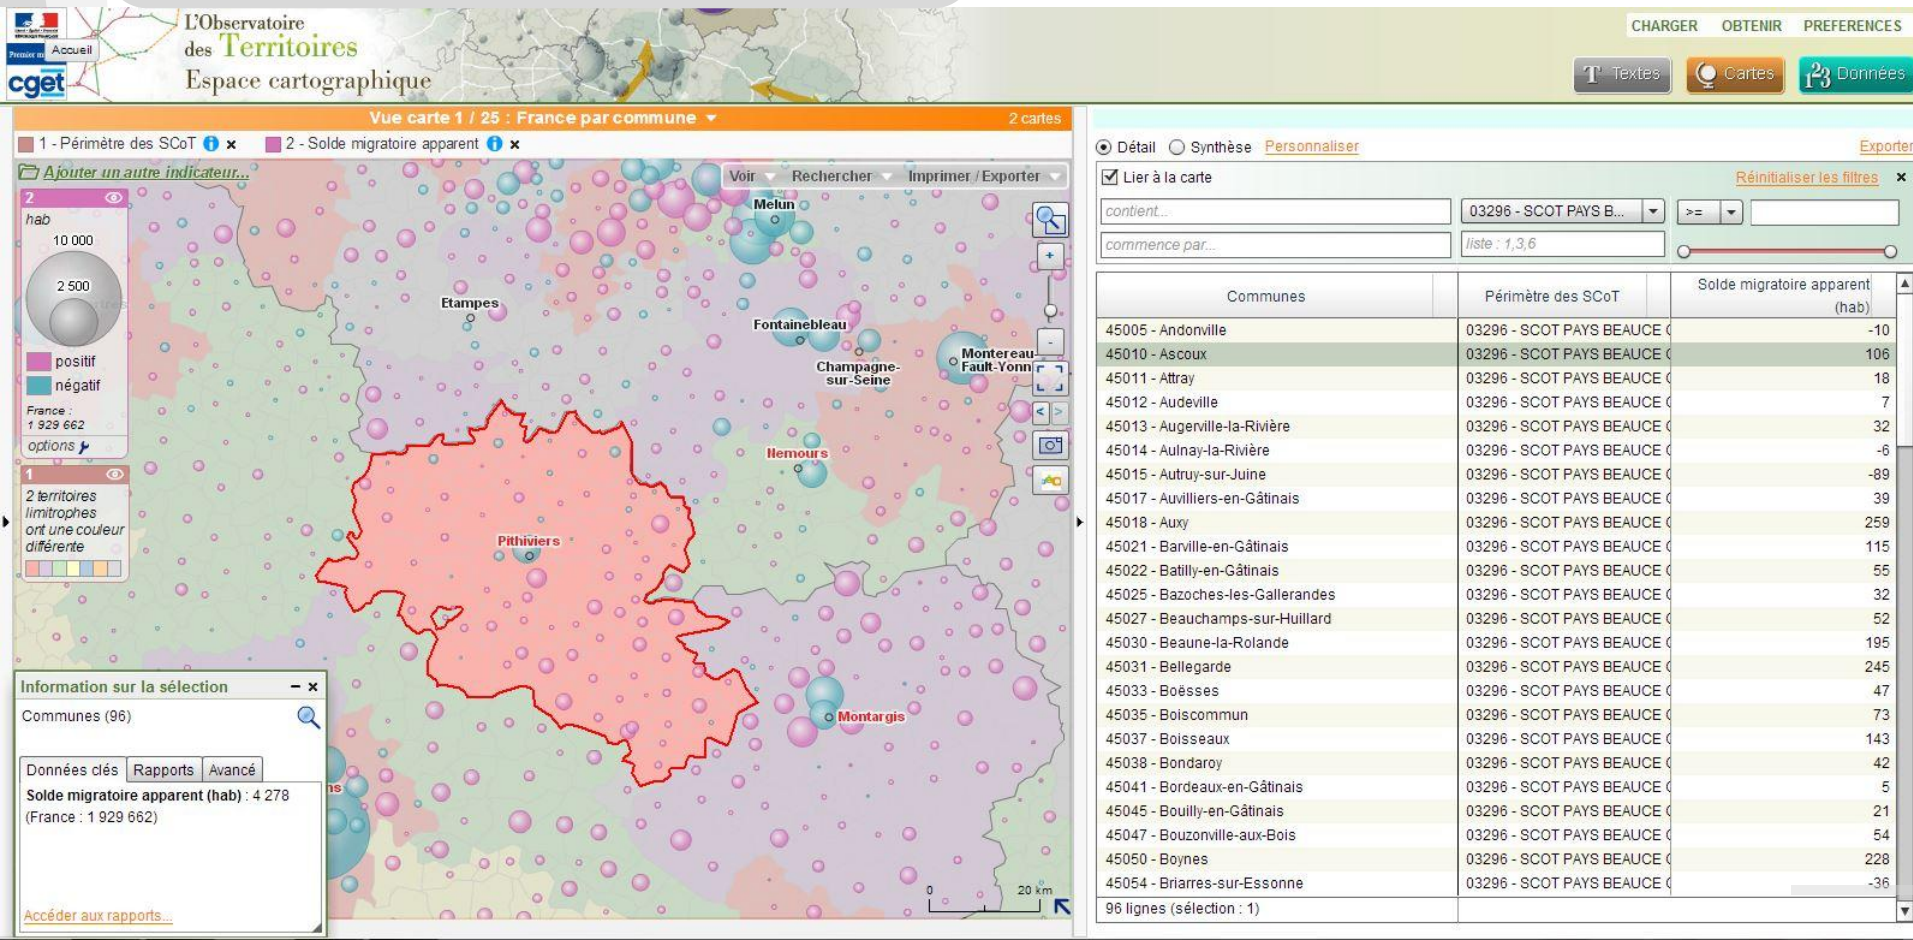 L'Observatoire
des Territoires
Espace cartographique
Accueil
cget
CHARGER OBTENIR PREFERENCES
T Textes Cartes 123 Données
Vue carte 1 / 25 : France par commune
2 cartes
1 - Périmètre des SCoT
2 - Solde migratoire apparent
Ajouter un autre indicateur...
Voir Rechercher Imprimer / Exporter
2
hab
10 000
2 500
positif
négatif
France :
1 929 662
options
1
2 territoires
limitrophes
ont une couleur
différente
Melun
Etampes
Fontainebleau
Champagne-
sur-Seine
Montereau-
Fault-Yonn
Nemours
Pithiviers
Montargis
+
-
< >
0 20 km
Information sur la sélection
Communes (96)
Données clés Rapports Avancé
Solde migratoire apparent (hab) : 4 278
(France : 1 929 662)
Accéder aux rapports...
Détail Synthèse Personnaliser Exporter
Lier à la carte Réinitialiser les filtres
contient... 03296 - SCOT PAYS B... >=
commence par... liste : 1,3,6
Communes Périmètre des SCoT Solde migratoire apparent
(hab)
45005 - Andonville 03296 - SCOT PAYS BEAUCE -10
45010 - Ascoux 03296 - SCOT PAYS BEAUCE 106
45011 - Attray 03296 - SCOT PAYS BEAUCE 18
45012 - Audeville 03296 - SCOT PAYS BEAUCE 7
45013 - Augerville-la-Rivière 03296 - SCOT PAYS BEAUCE 32
45014 - Aulnay-la-Rivière 03296 - SCOT PAYS BEAUCE -6
45015 - Autruy-sur-Juine 03296 - SCOT PAYS BEAUCE -89
45017 - Auvilliers-en-Gâtinais 03296 - SCOT PAYS BEAUCE 39
45018 - Auxy 03296 - SCOT PAYS BEAUCE 259
45021 - Barville-en-Gâtinais 03296 - SCOT PAYS BEAUCE 115
45022 - Batilly-en-Gâtinais 03296 - SCOT PAYS BEAUCE 55
45025 - Bazoches-les-Gallerandes 03296 - SCOT PAYS BEAUCE 32
45027 - Beauchamps-sur-Huillard 03296 - SCOT PAYS BEAUCE 52
45030 - Beaune-la-Rolande 03296 - SCOT PAYS BEAUCE 195
45031 - Bellegarde 03296 - SCOT PAYS BEAUCE 245
45033 - Boësses 03296 - SCOT PAYS BEAUCE 47
45035 - Boiscommun 03296 - SCOT PAYS BEAUCE 73
45037 - Boisseaux 03296 - SCOT PAYS BEAUCE 143
45038 - Bondaroy 03296 - SCOT PAYS BEAUCE 42
45041 - Bordeaux-en-Gâtinais 03296 - SCOT PAYS BEAUCE 5
45045 - Bouilly-en-Gâtinais 03296 - SCOT PAYS BEAUCE 21
45047 - Bouzonville-aux-Bois 03296 - SCOT PAYS BEAUCE 54
45050 - Boynes 03296 - SCOT PAYS BEAUCE 228
45054 - Briarres-sur-Essonne 03296 - SCOT PAYS BEAUCE -36
96 lignes (sélection : 1)